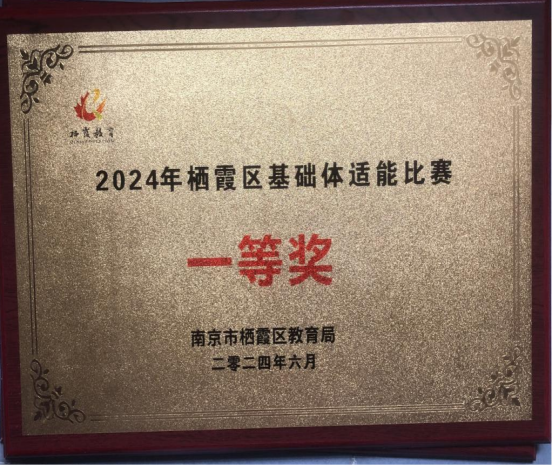 栖霞教育
2024年栖霞区基础体适能比赛
一等奖
南京市栖霞区教育局
二零二四年六月